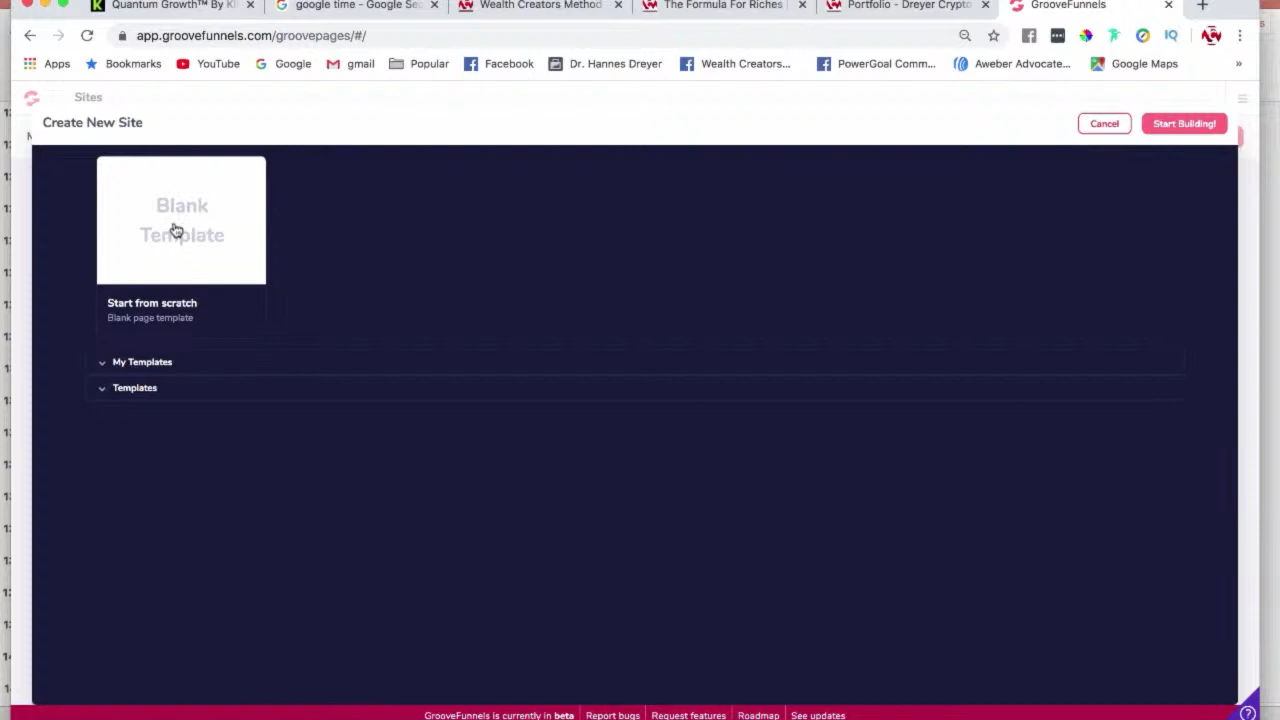 Quantum Growth™ By Kl
google time - Google Sea
Wealth Creators Method
The Formula For Riches
Portfolio - Dreyer Crypto
GrooveFunnels
app.groovefunnels.com/groovepages/#/
Apps
Bookmarks
YouTube
Google
gmail
Popular
Facebook
Dr. Hannes Dreyer
Wealth Creators...
PowerGoal Comm...
Aweber Advocate...
Google Maps
»
Sites
Create New Site
Cancel
Start Building!
Blank
Template
Start from scratch
Blank page template
My Templates
Templates
GrooveFunnels is currently in beta
Report bugs
Request features
Roadmap
See updates